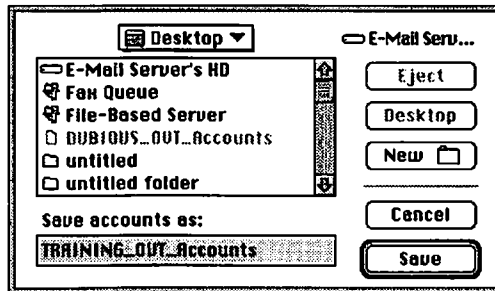 Desktop
E-Mail Serv...
E-Mail Server's HD
Fax Queue
File-Based Server
DUBIOUS_OUT_Accounts
untitled
untitled folder
Eject
Desktop
New
Save accounts as:
TRAINING_OUT_Accounts
Cancel
Save